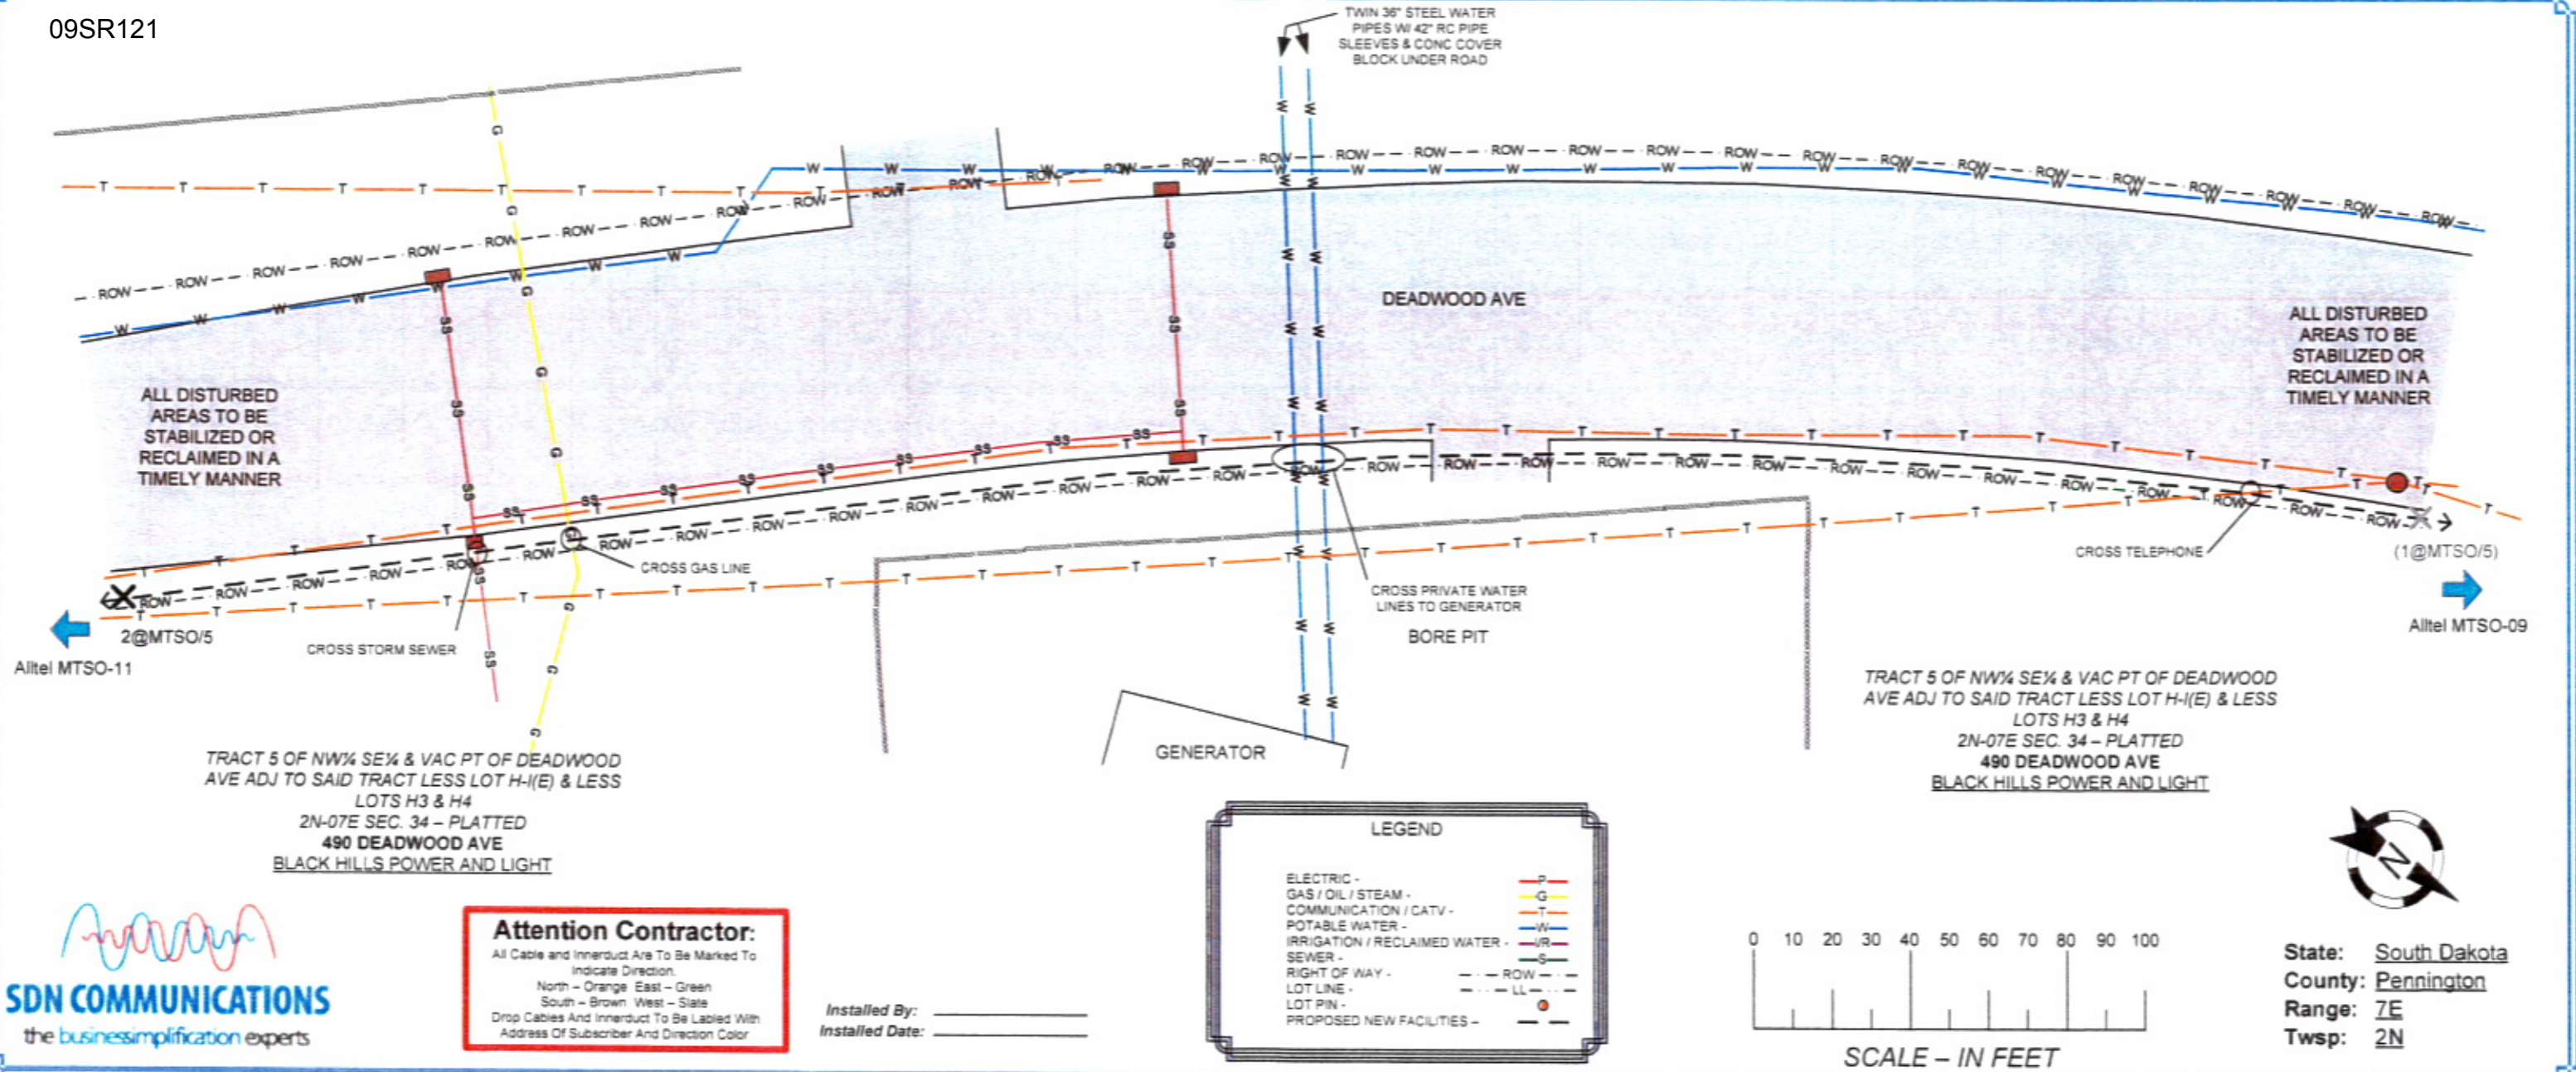 09SR121
TWIN 36" STEEL WATER
PIPES W/ 42" RC PIPE
SLEEVES & CONC COVER
BLOCK UNDER ROAD
DEADWOOD AVE
ALL DISTURBED
AREAS TO BE
STABILIZED OR
RECLAIMED IN A
TIMELY MANNER
ALL DISTURBED
AREAS TO BE
STABILIZED OR
RECLAIMED IN A
TIMELY MANNER
CROSS GAS LINE
CROSS STORM SEWER
CROSS TELEPHONE
CROSS PRIVATE WATER
LINES TO GENERATOR
BORE PIT
GENERATOR
2@MTSO/5
Alltel MTSO-11
(1@MTSO/5)
Alltel MTSO-09
TRACT 5 OF NW¼ SE¼ & VAC PT OF DEADWOOD
AVE ADJ TO SAID TRACT LESS LOT H-I(E) & LESS
LOTS H3 & H4
2N-07E SEC. 34 – PLATTED
490 DEADWOOD AVE
BLACK HILLS POWER AND LIGHT
TRACT 5 OF NW¼ SE¼ & VAC PT OF DEADWOOD
AVE ADJ TO SAID TRACT LESS LOT H-I(E) & LESS
LOTS H3 & H4
2N-07E SEC. 34 – PLATTED
490 DEADWOOD AVE
BLACK HILLS POWER AND LIGHT
SDN COMMUNICATIONS
the businessimplification experts
Attention Contractor:
All Cable and Innerduct Are To Be Marked To
Indicate Direction.
North – Orange East – Green
South – Brown West – Slate
Drop Cables And Innerduct To Be Labled With
Address Of Subscriber And Direction Color
Installed By:
Installed Date:
LEGEND
ELECTRIC - P
GAS / OIL / STEAM - G
COMMUNICATION / CATV - T
POTABLE WATER - W
IRRIGATION / RECLAIMED WATER - I/R
SEWER - S
RIGHT OF WAY - ROW
LOT LINE - LL
LOT PIN -
PROPOSED NEW FACILITIES –
0 10 20 30 40 50 60 70 80 90 100
SCALE – IN FEET
N
State: South Dakota
County: Pennington
Range: 7E
Twsp: 2N